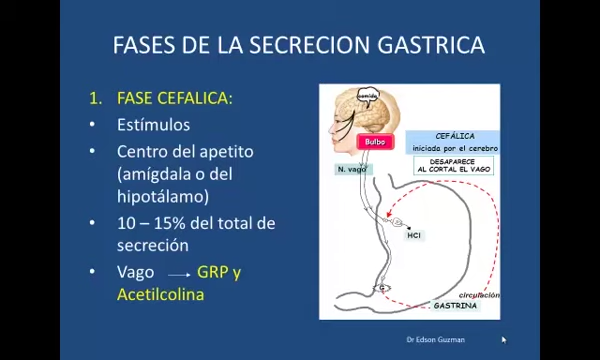 FASES DE LA SECRECION GASTRICA
1. FASE CEFALICA:
• Estímulos
• Centro del apetito
(amígdala o del
hipotálamo)
• 10 – 15% del total de
secreción
• Vago → GRP y
Acetilcolina
comida
Bulbo
CEFÁLICA
iniciada por el cerebro
DESAPARECE
AL CORTAL EL VAGO
N. vago
HCl
G
circulación
GASTRINA
Dr Edson Guzman